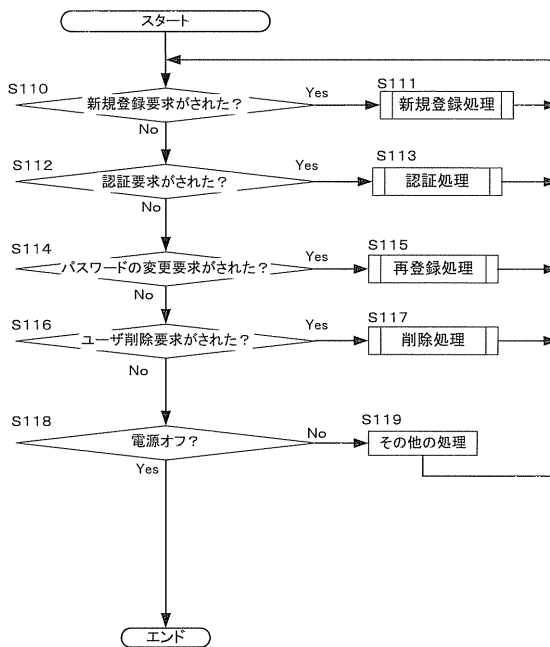 スタート
S110
新規登録要求がされた?
Yes
S111
新規登録処理
No
S112
認証要求がされた?
Yes
S113
認証処理
No
S114
パスワードの変更要求がされた?
Yes
S115
再登録処理
No
S116
ユーザ削除要求がされた?
Yes
S117
削除処理
No
S118
電源オフ?
No
S119
その他の処理
Yes
エンド